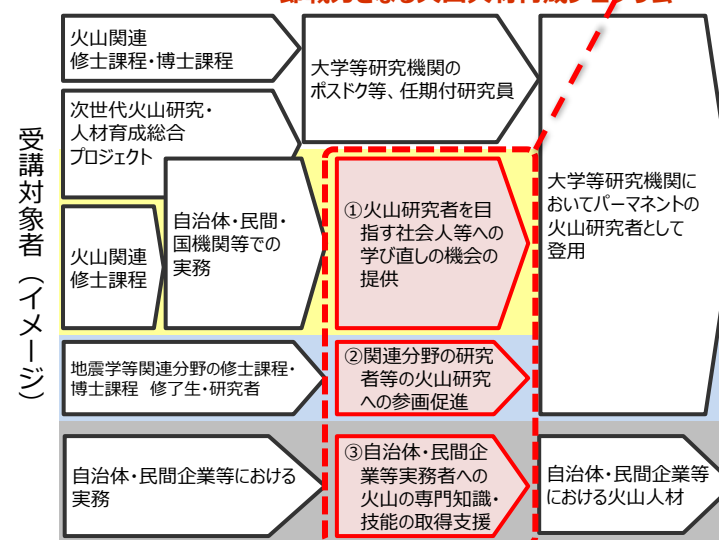 火山関連
修士課程・博士課程
大学等研究機関の
ポスドク等、任期付研究員
次世代火山研究・
人材育成総合
プロジェクト
受講対象者（イメージ）
火山関連
修士課程
自治体・民間・
国機関等での
実務
①火山研究者を目
指す社会人等への
学び直しの機会の
提供
大学等研究機関に
おいてパーマネントの
火山研究者として
登用
地震学等関連分野の修士課程・
博士課程 修了生・研究者
②関連分野の研究
者等の火山研究
への参画促進
自治体・民間企業等における
実務
③自治体・民間企
業等実務者への
火山の専門知識・
技能の取得支援
自治体・民間企業等
における火山人材